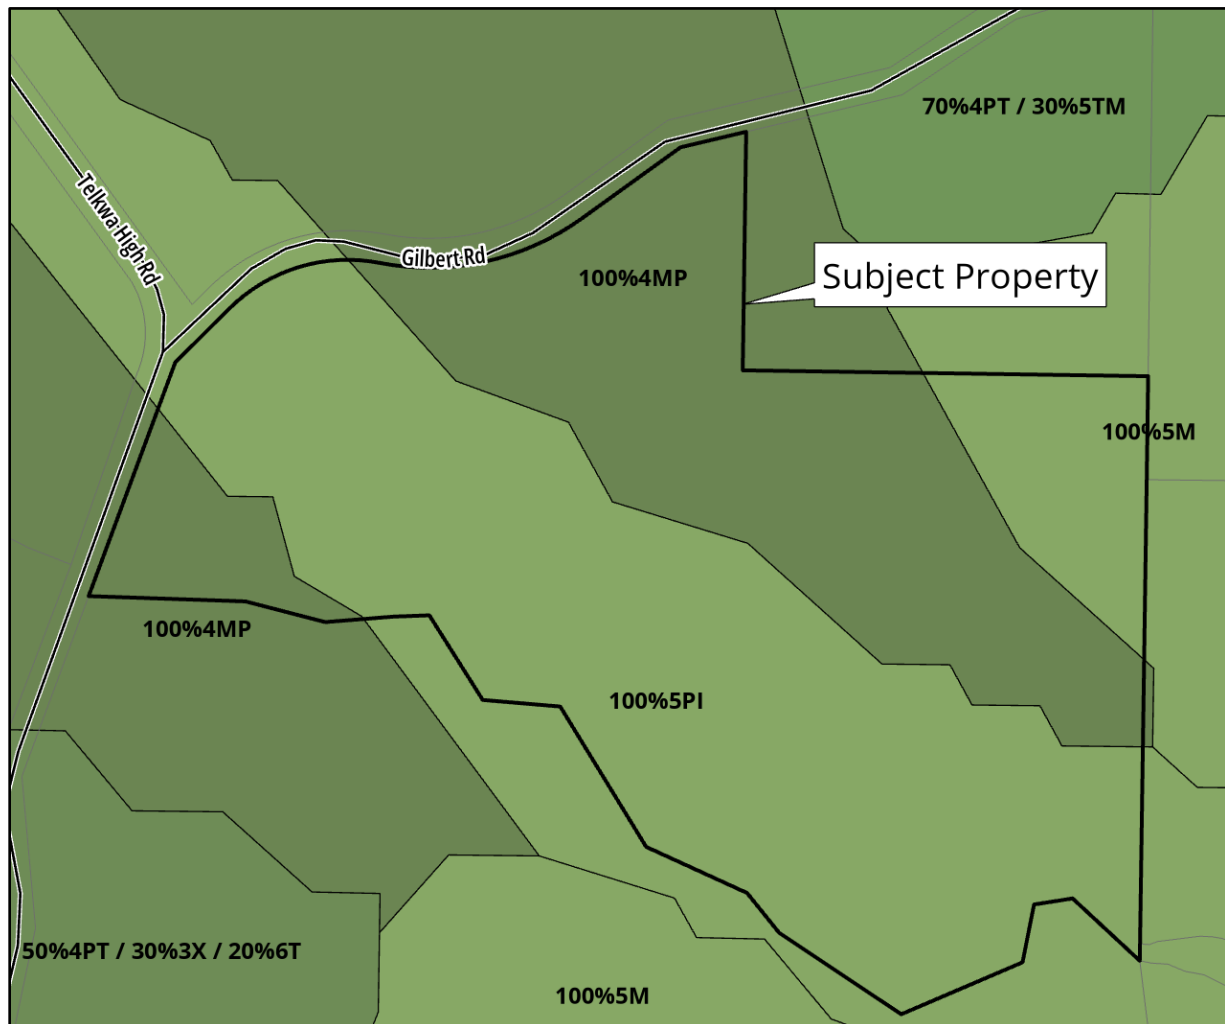 70%4PT / 30%5TM
Telkwa High Rd
Gilbert Rd
100%4MP
Subject Property
100%5M
100%4MP
100%5PI
50%4PT / 30%3X / 20%6T
100%5M